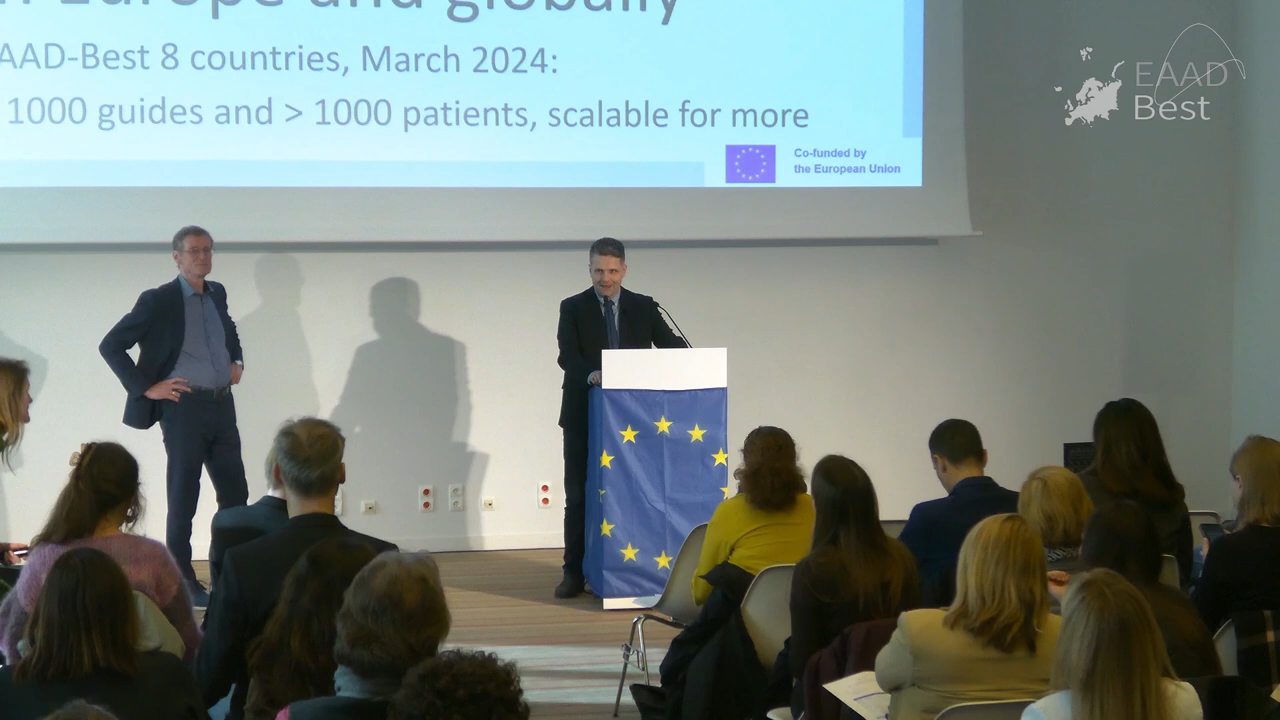 Europe and globally
AAD-Best 8 countries, March 2024:
1000 guides and > 1000 patients, scalable for more
Co-funded by
the European Union
EAAD
Best